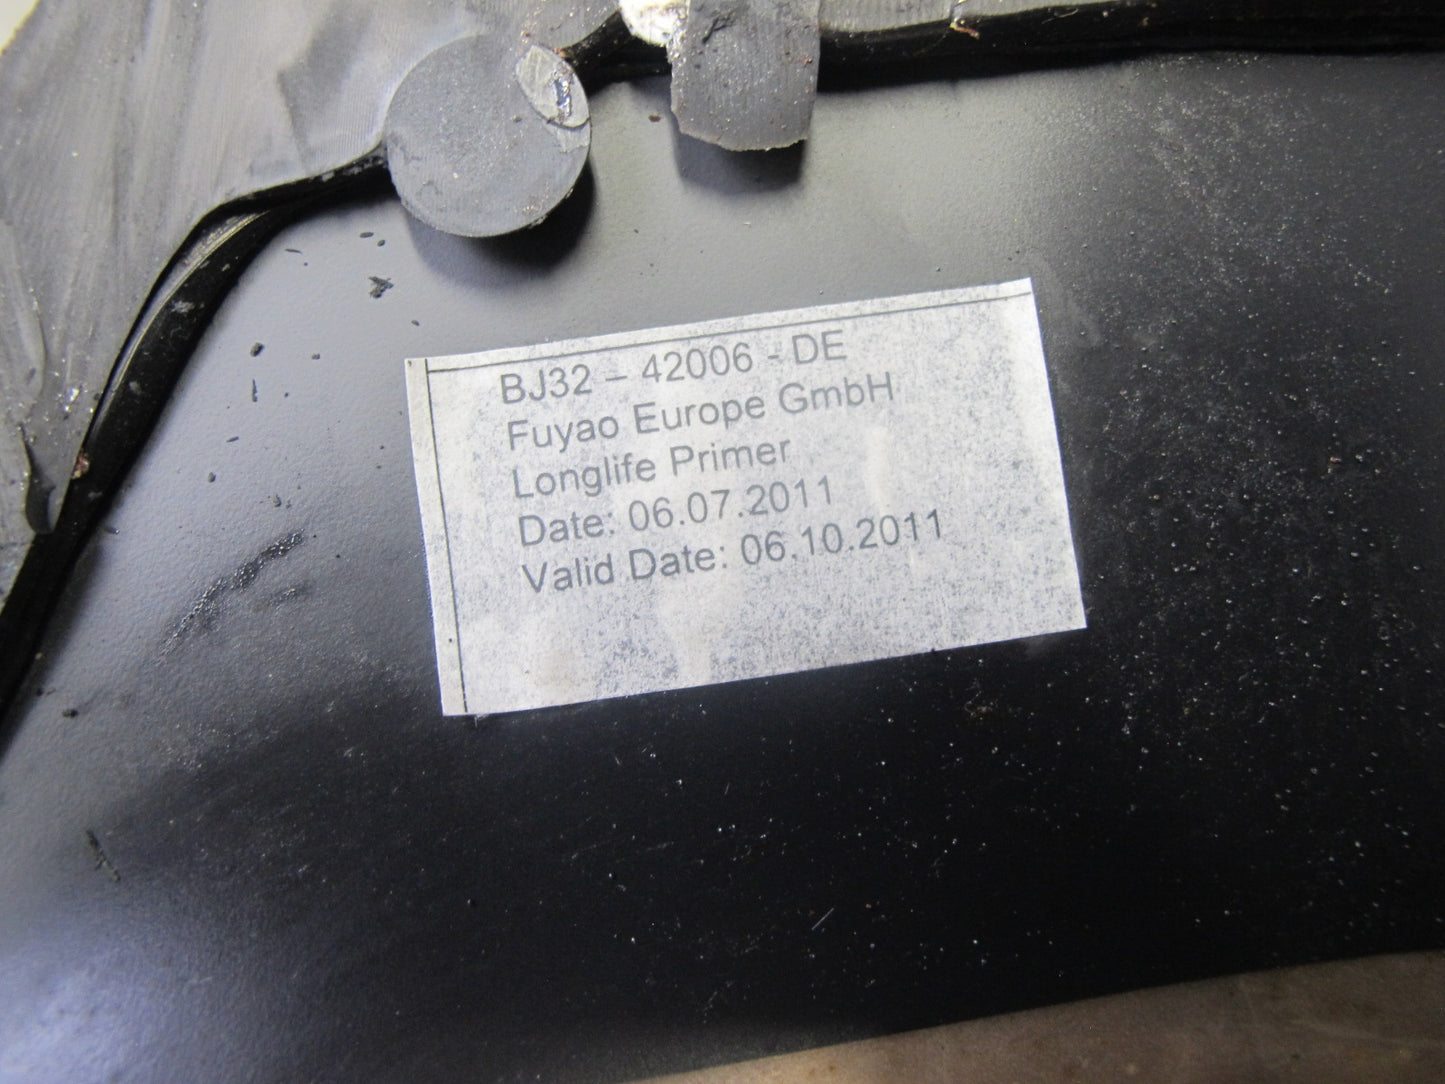 BJ32 – 42006 - DE
Fuyao Europe GmbH
Longlife Primer
Date: 06.07.2011
Valid Date: 06.10.2011